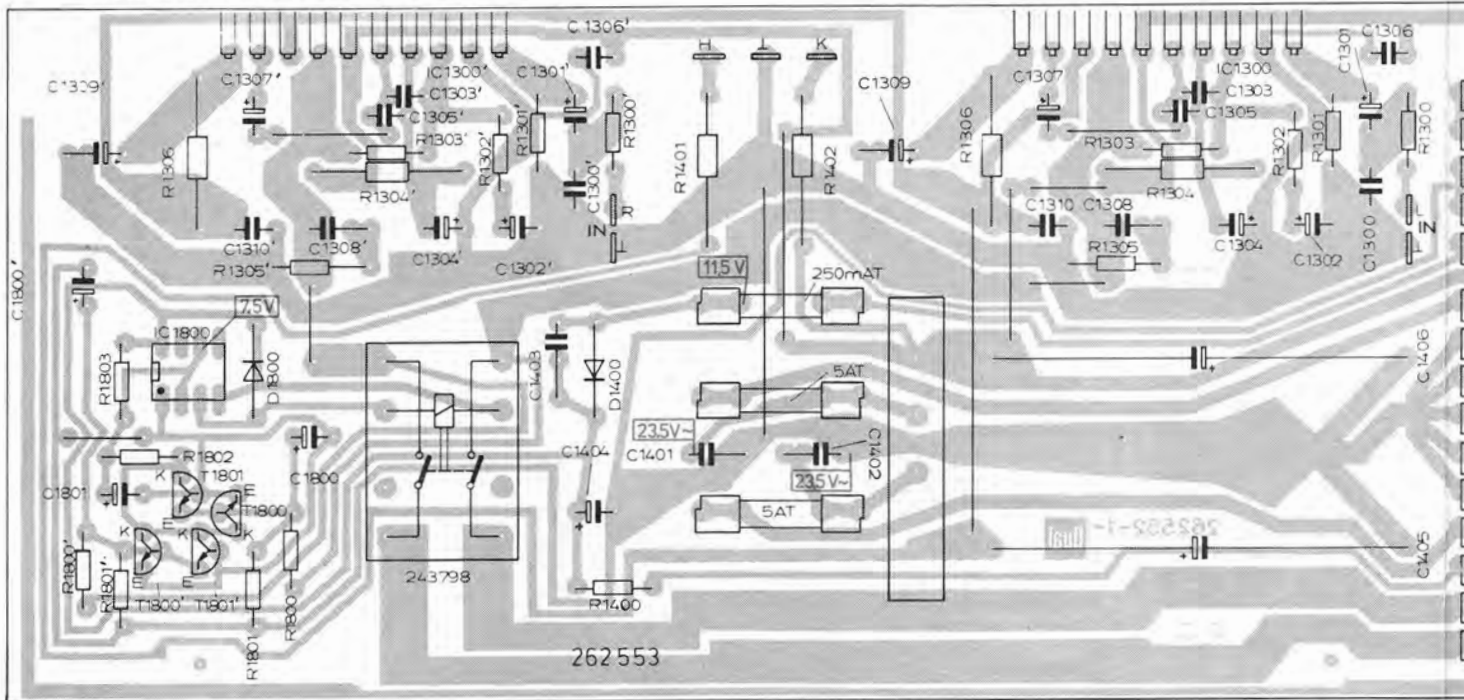 C1306'
H
⊥
K
C1306
C1301
C1307'
IC1300'
C1301'
C1309'
C1303'
C1309
C1307
IC1300
C1303
C1305'
R1301'
R1300'
C1305
R1306
R1303'
R1302'
R1401
R1402
R1306
R1303
R1302
R1301
R1300
R1304'
C1300'
R1304
R
L
IN
IN
C1310'
C1308'
C1304'
C1302'
C1310
C1308
C1304
C1302
C1300
⊥
⊥
R1305'
R1305
11,5 V
250mAT
C1800'
7,5V
IC1800
R1803
D1800
C1403
D1400
C1406
5AT
23,5V~
R1802
C1404
C1401
C1402
C1801
K
T1801
E
C1800
23,5V~
T1800
5AT
262552-1
dual
K
K
K
C1405
R1800'
R1801'
E
E
T1800'
T1801'
R1801
R1800
243798
R1400
262553